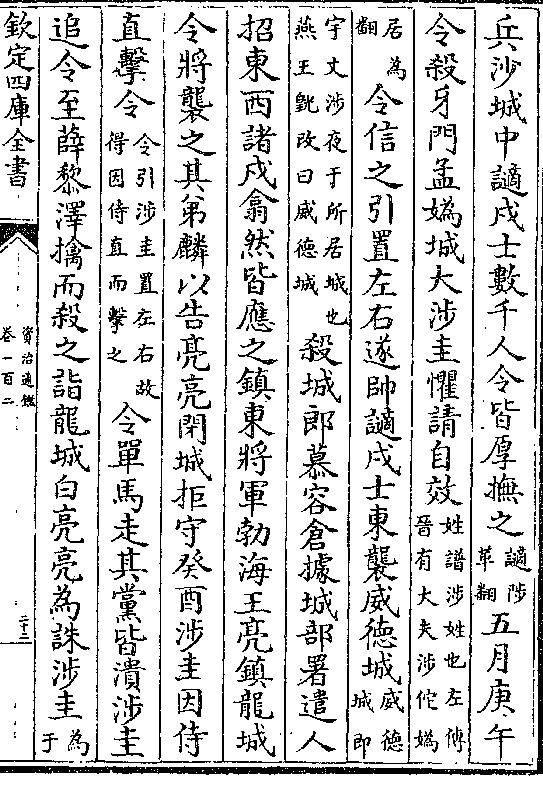 兵沙城中讁戍士數千人令皆厚撫之讁陟革翻五月庚午
令殺牙門孟媯城大涉圭懼請自效姓譜涉姓也左傳晉有大夫涉佗媯
居為翻令信之引置左右遂帥讁戍士東襲威德城威德城即
宇文涉夜于所居城也燕王皝改曰威德城殺城郎慕容倉據城部署遣人
招東西諸戍翕然皆應之鎮東將軍勃海王亮鎮龍城
令將襲之其弟麟以告亮亮閉城拒守癸酉涉圭因侍
直擊令令引涉圭置左右故得因侍直而擊之令單馬走其黨皆潰涉圭
追令至薛黎澤擒而殺之詣龍城白亮亮為誅涉圭為于
欽定四庫全書
資治通鑑
卷一百二
二十三